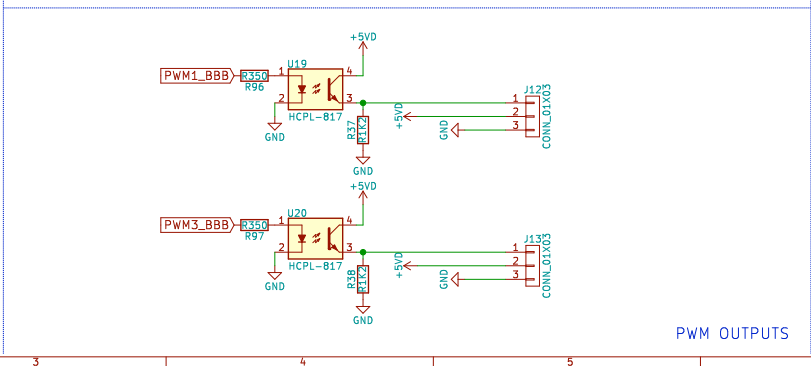 +5VD
U19
PWM1_BBB
R350
R96
1
4
2
3
HCPL-817
GND
R37
R1K2
GND
+5VD
GND
J12
1
2
3
CONN_01X03
+5VD
U20
PWM3_BBB
R350
R97
1
4
2
3
HCPL-817
GND
R38
R1K2
GND
+5VD
GND
J13
1
2
3
CONN_01X03
PWM OUTPUTS
3
4
5